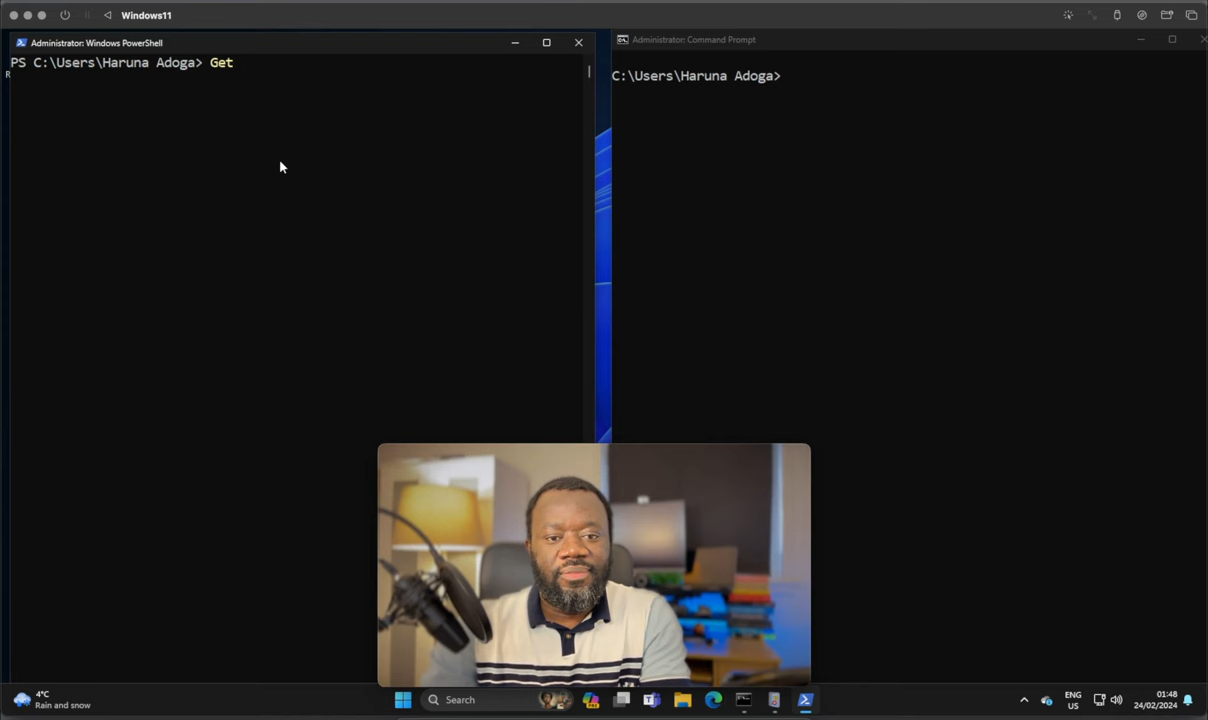 Windows11
Administrator: Windows PowerShell
PS C:\Users\Haruna Adoga> Get
R
Administrator: Command Prompt
C:\Users\Haruna Adoga>
4°C
Rain and snow
Search
ENG
US
01:48
24/02/2024